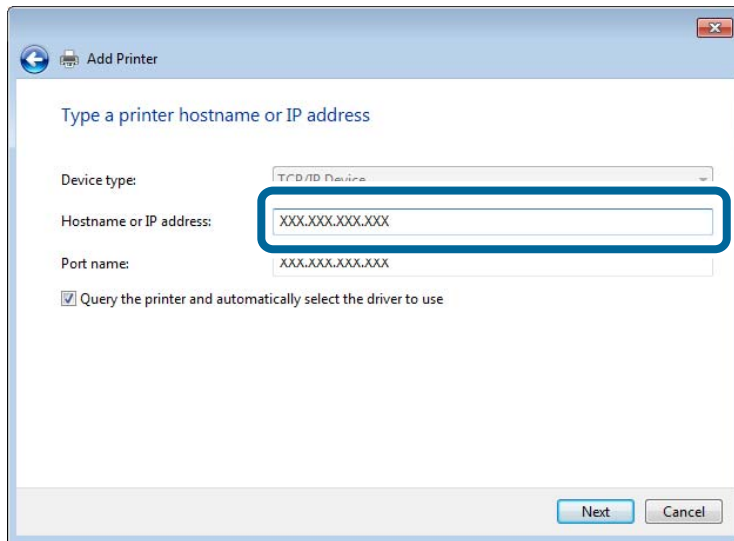 Add Printer
Type a printer hostname or IP address
Device type: TCP/IP Device
Hostname or IP address: XXX.XXX.XXX.XXX
Port name: XXX.XXX.XXX.XXX
Query the printer and automatically select the driver to use
Next Cancel